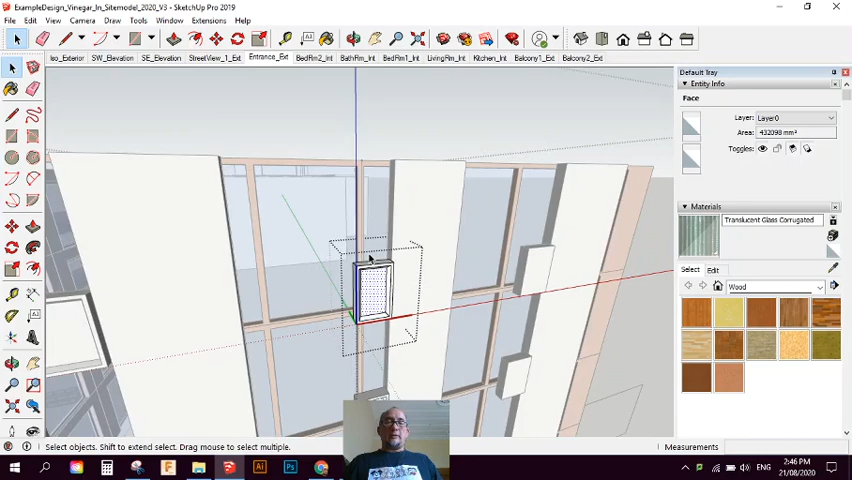 ExampleDesign_Vinegar_In_Sitemodel_2020_V3 - SketchUp Pro 2019
File Edit View Camera Draw Tools Window Extensions Help
Iso_Exterior SW_Elevation SE_Elevation StreetView_1_Ext Entrance_Ext BedRm2_Int BathRm_Int BedRm1_Int LivingRm_Int Kitchen_Int Balcony1_Ext Balcony2_Ext
Default Tray
Entity Info
Face
Layer: Layer0
Area: 432098 mm²
Toggles:
Materials
Translucent Glass Corrugated
Select Edit
Wood
Select objects. Shift to extend select. Drag mouse to select multiple.
Measurements
ENG
2:46 PM
21/08/2020